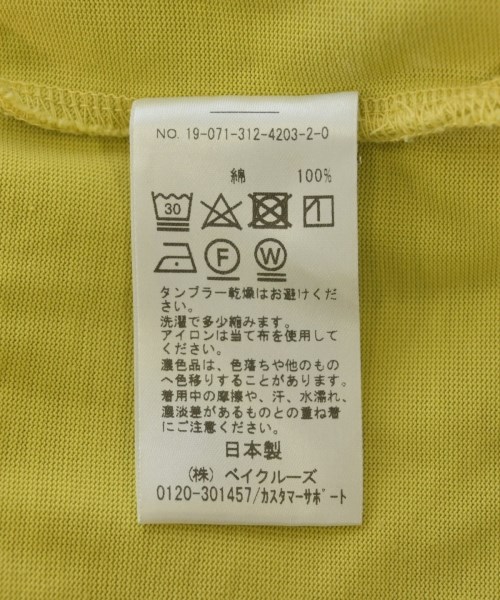 NO. 19-071-312-4203-2-0
綿 100%
30
F W
タンブラー乾燥はお避けくだ
さい。
洗濯で多少縮みます。
アイロンは当て布を使用して
ください。
濃色品は、色落ちや他のもの
へ色移りすることがあります。
着用中の摩擦や、汗、水濡れ、
濃淡差があるものとの重ね着
にご注意ください。
日本製
(株) ベイクルーズ
0120-301457/カスタマーサポート